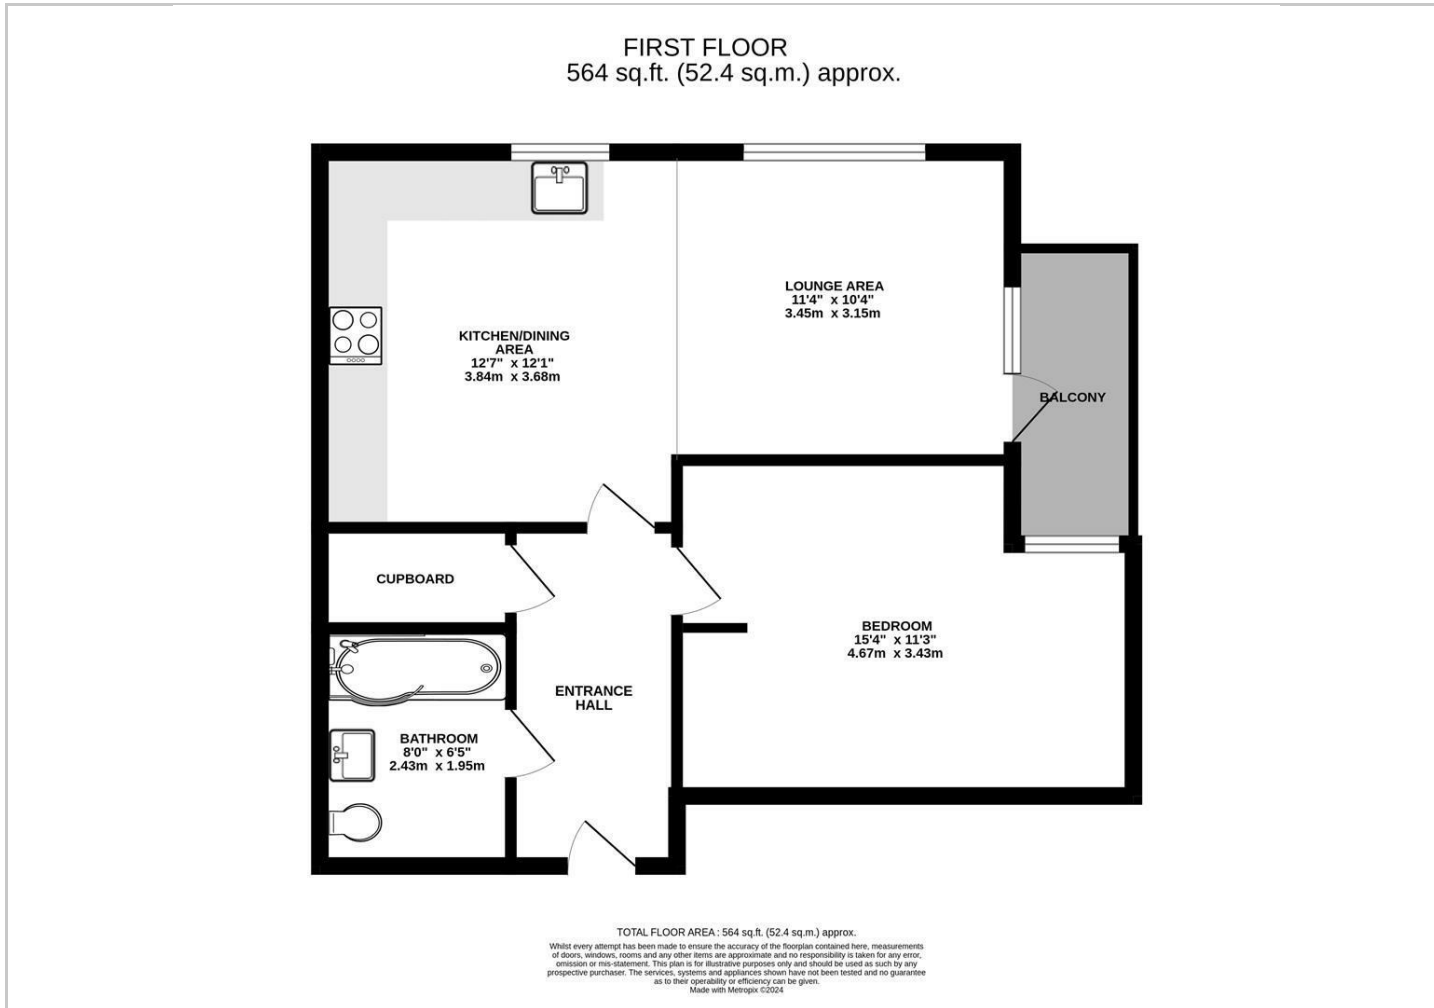 FIRST FLOOR
564 sq.ft. (52.4 sq.m.) approx.
LOUNGE AREA
11'4" x 10'4"
3.45m x 3.15m
KITCHEN/DINING
AREA
12'7" x 12'1"
3.84m x 3.68m
BALCONY
CUPBOARD
BEDROOM
15'4" x 11'3"
4.67m x 3.43m
ENTRANCE
HALL
BATHROOM
8'0" x 6'5"
2.43m x 1.95m
TOTAL FLOOR AREA : 564 sq.ft. (52.4 sq.m.) approx.
Whilst every attempt has been made to ensure the accuracy of the floorplan contained here, measurements
of doors, windows, rooms and any other items are approximate and no responsibility is taken for any error,
omission or mis-statement. This plan is for illustrative purposes only and should be used as such by any
prospective purchaser. The services, systems and appliances shown have not been tested and no guarantee
as to their operability or efficiency can be given.
Made with Metropix ©2024